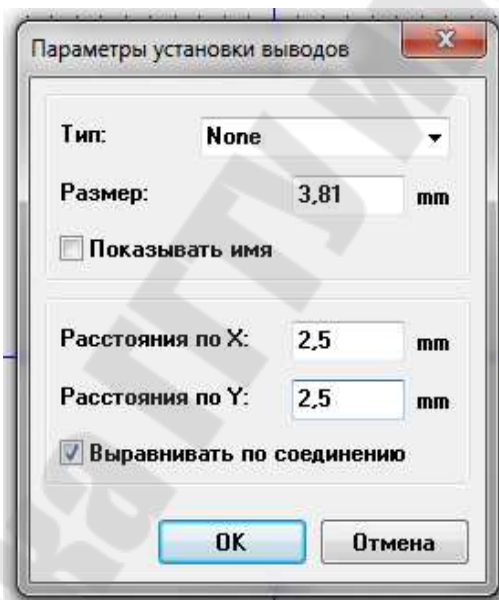 Параметры установки выводов
Тип: None
Размер: 3,81 mm
Показывать имя
Расстояния по X: 2,5 mm
Расстояния по Y: 2,5 mm
Выравнивать по соединению
OK Отмена